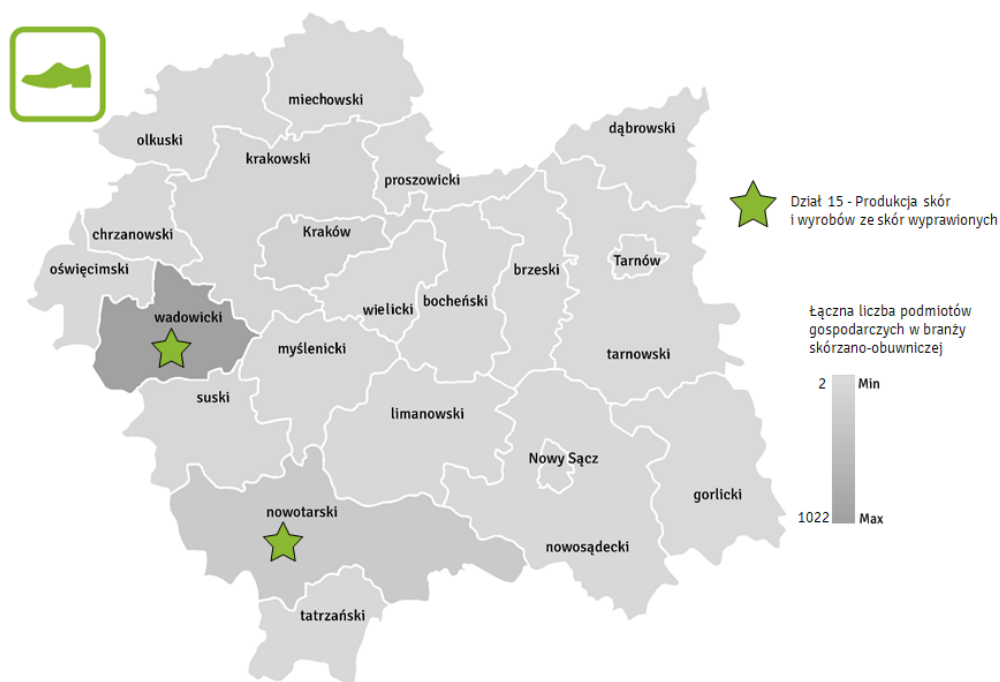 miechowski
dąbrowski
olkuski
krakowski
proszowicki
Dział 15 - Produkcja skór
i wyrobów ze skór wyprawionych
chrzanowski
Kraków
oświęcimski
brzeski
Tarnów
wadowicki
wielicki
bocheński
Łączna liczba podmiotów
gospodarczych w branży
skórzano-obuwniczej
myślenicki
tarnowski
2 Min
suski
limanowski
Nowy Sącz
gorlicki
nowotarski
1022 Max
nowosądecki
tatrzański